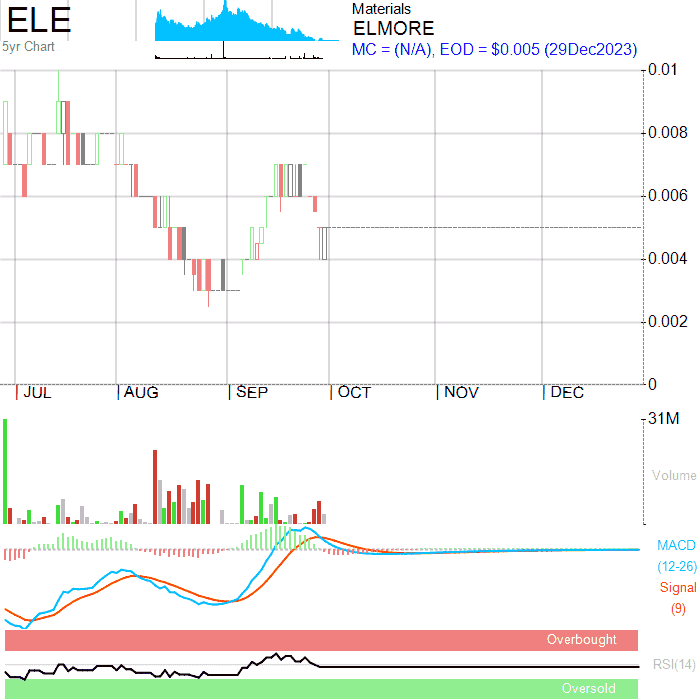 ELE
5yr Chart
Materials
ELMORE
MC = (N/A), EOD = $0.005 (29Dec2023)
0.01
0.008
0.006
0.004
0.002
0
| JUL | AUG | SEP | OCT | NOV | DEC
31M
Volume
MACD
(12-26)
Signal
(9)
Overbought
RSI(14)
Oversold